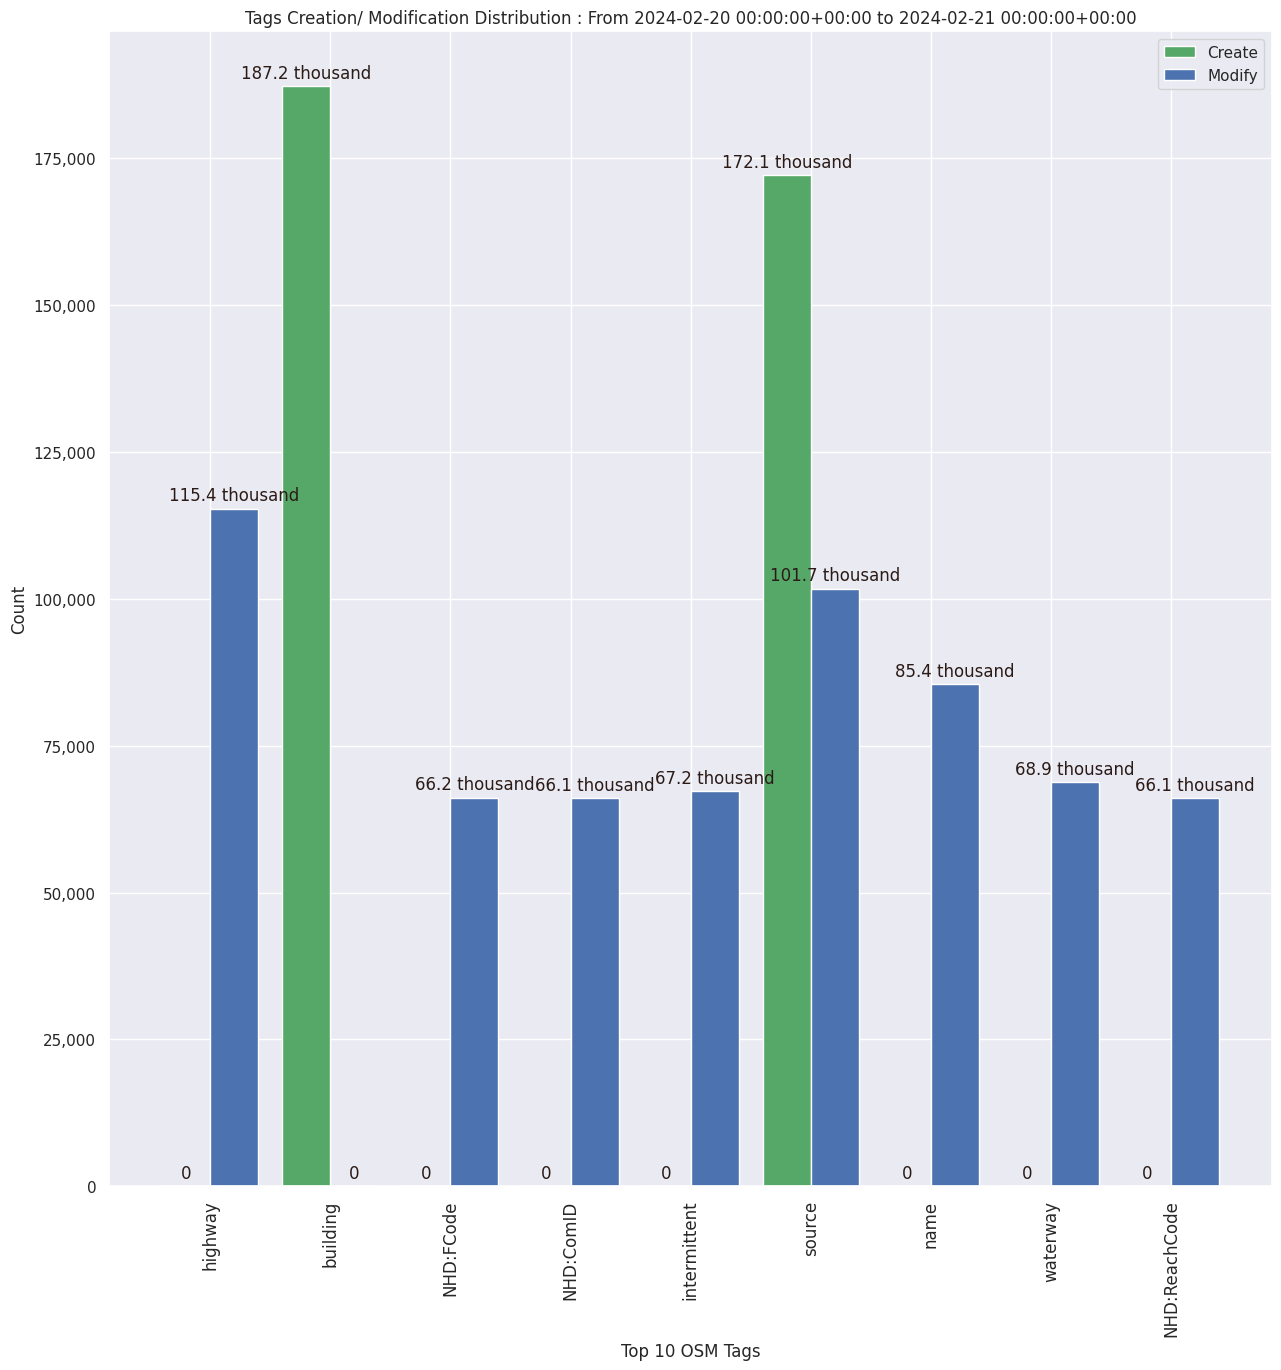 Tags Creation/ Modification Distribution : From 2024-02-20 00:00:00+00:00 to 2024-02-21 00:00:00+00:00
Create
Modify
187.2 thousand
172.1 thousand
115.4 thousand
101.7 thousand
85.4 thousand
66.2 thousand
66.1 thousand
67.2 thousand
68.9 thousand
66.1 thousand
0
0
0
0
0
0
0
0
175,000
150,000
125,000
100,000
75,000
50,000
25,000
0
Count
highway
building
NHD:FCode
NHD:ComID
intermittent
source
name
waterway
NHD:ReachCode
Top 10 OSM Tags